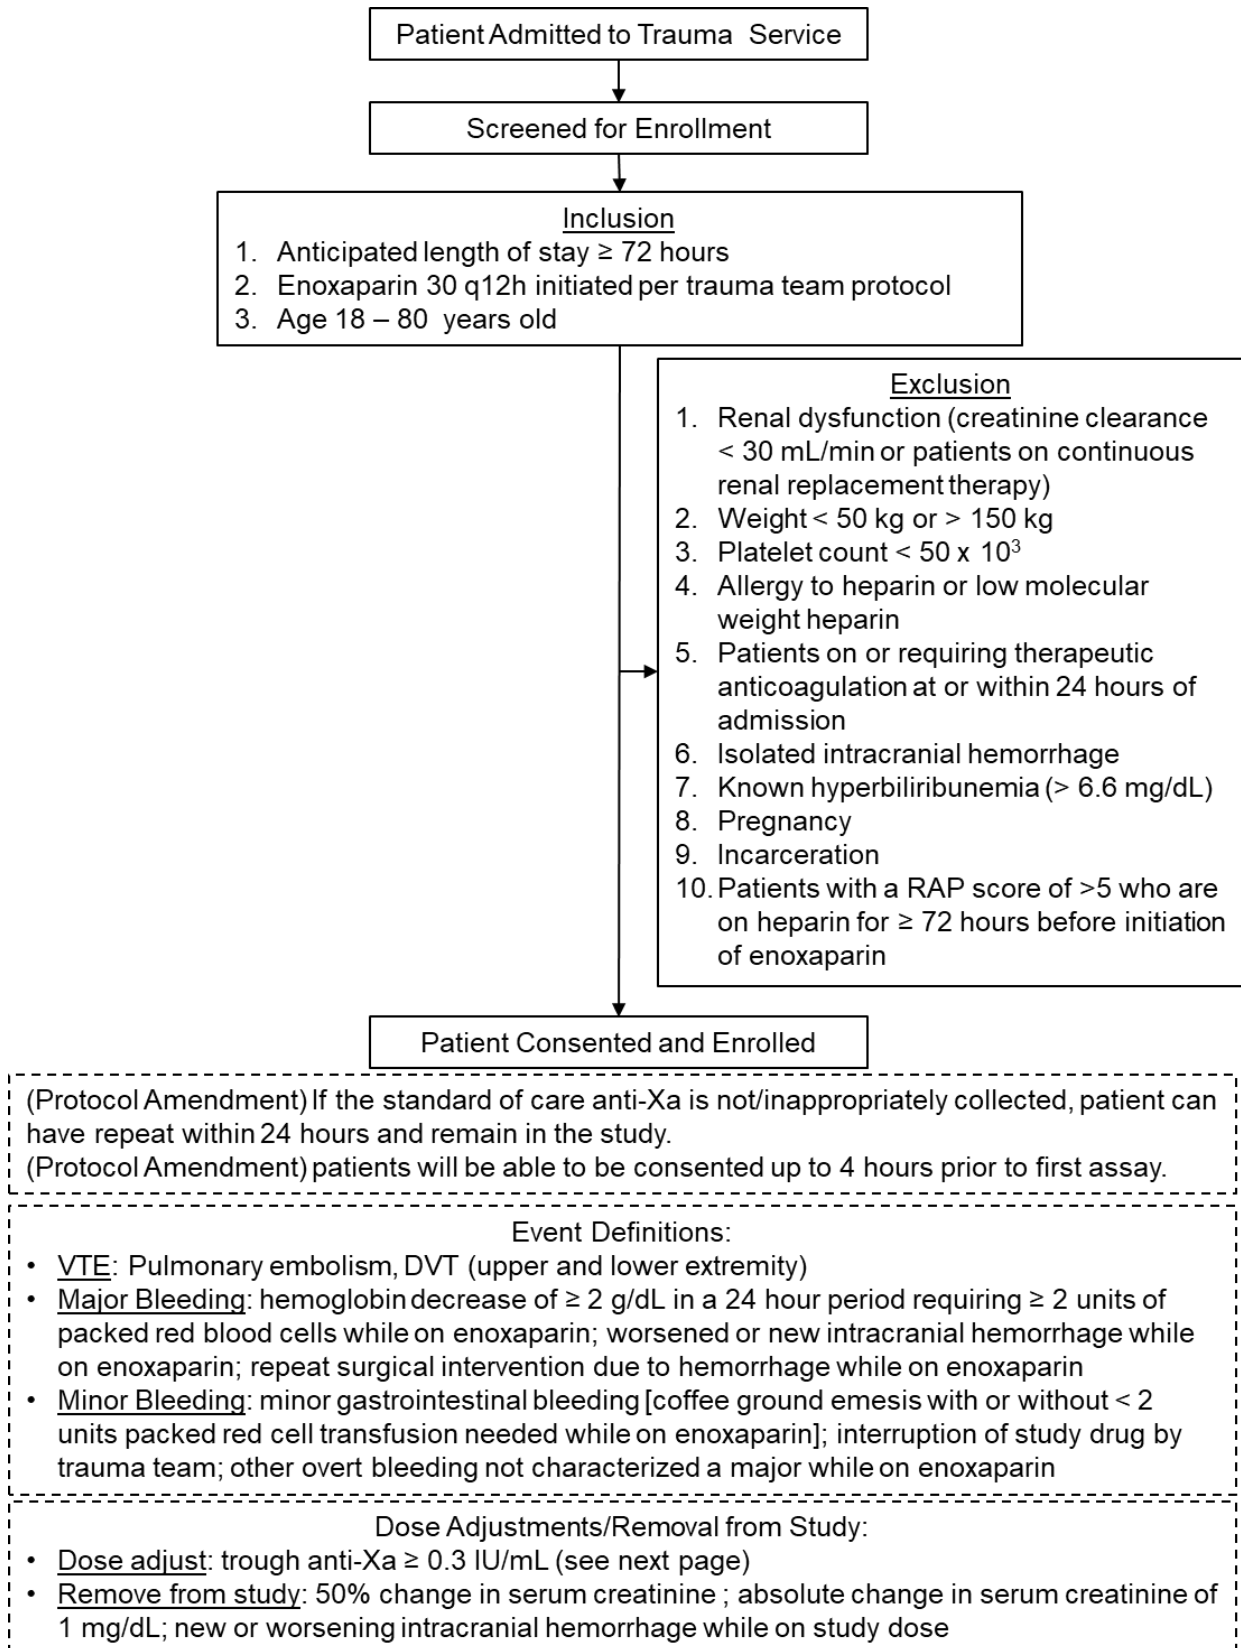 Patient Admitted to Trauma Service
Screened for Enrollment
Inclusion
1. Anticipated length of stay ≥ 72 hours
2. Enoxaparin 30 q12h initiated per trauma team protocol
3. Age 18 – 80 years old
Exclusion
1. Renal dysfunction (creatinine clearance
< 30 mL/min or patients on continuous
renal replacement therapy)
2. Weight < 50 kg or > 150 kg
3. Platelet count < 50 x 10³
4. Allergy to heparin or low molecular
weight heparin
5. Patients on or requiring therapeutic
anticoagulation at or within 24 hours of
admission
6. Isolated intracranial hemorrhage
7. Known hyperbiliribunemia (> 6.6 mg/dL)
8. Pregnancy
9. Incarceration
10. Patients with a RAP score of >5 who are
on heparin for ≥ 72 hours before initiation
of enoxaparin
Patient Consented and Enrolled
(Protocol Amendment) If the standard of care anti-Xa is not/inappropriately collected, patient can
have repeat within 24 hours and remain in the study.
(Protocol Amendment) patients will be able to be consented up to 4 hours prior to first assay.
Event Definitions:
• VTE: Pulmonary embolism, DVT (upper and lower extremity)
• Major Bleeding: hemoglobin decrease of ≥ 2 g/dL in a 24 hour period requiring ≥ 2 units of
packed red blood cells while on enoxaparin; worsened or new intracranial hemorrhage while
on enoxaparin; repeat surgical intervention due to hemorrhage while on enoxaparin
• Minor Bleeding: minor gastrointestinal bleeding [coffee ground emesis with or without < 2
units packed red cell transfusion needed while on enoxaparin]; interruption of study drug by
trauma team; other overt bleeding not characterized a major while on enoxaparin
Dose Adjustments/Removal from Study:
• Dose adjust: trough anti-Xa ≥ 0.3 IU/mL (see next page)
• Remove from study: 50% change in serum creatinine ; absolute change in serum creatinine of
1 mg/dL; new or worsening intracranial hemorrhage while on study dose